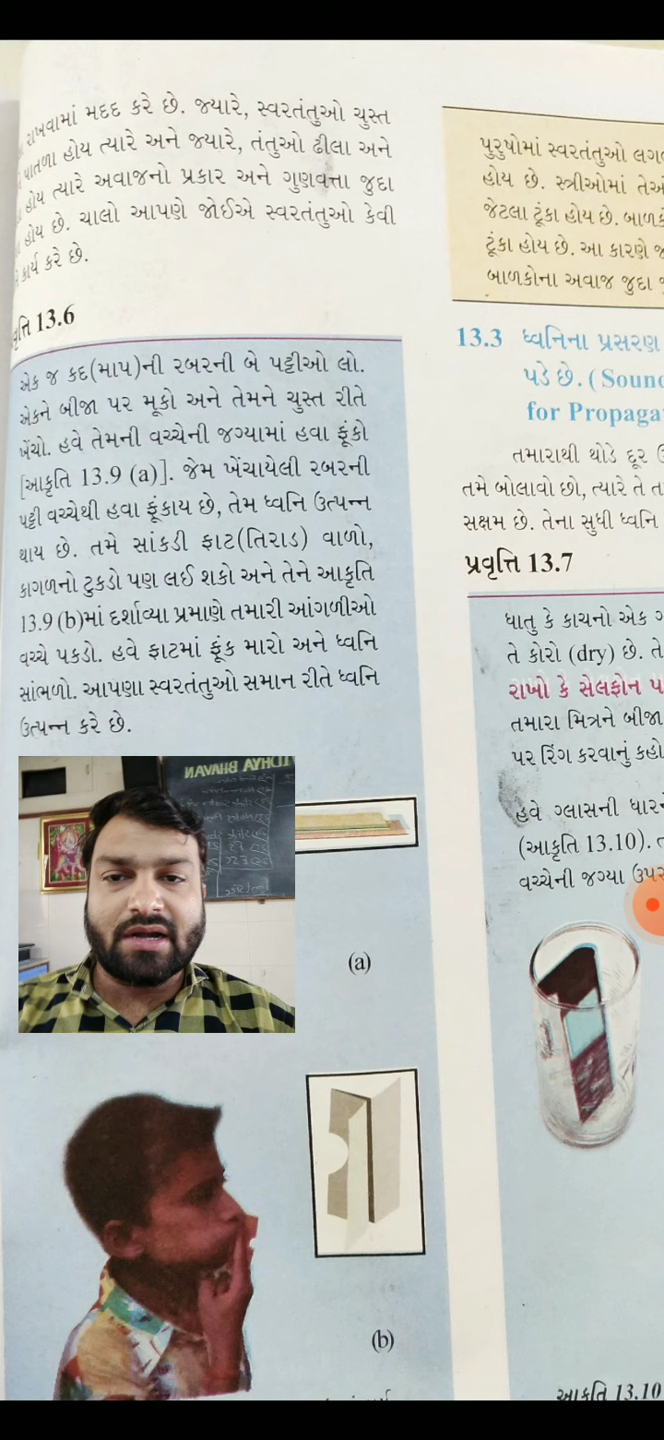 રાખવામાં મદદ કરે છે. જ્યારે, સ્વરતંતુઓ ચુસ્ત
પાતળા હોય ત્યારે અને જ્યારે, તંતુઓ ઢીલા અને
હોય ત્યારે અવાજનો પ્રકાર અને ગુણવત્તા જુદા
હોય છે. ચાલો આપણે જોઈએ સ્વરતંતુઓ કેવી
કાર્ય કરે છે.
13.6
એક જ કદ(માપ)ની રબરની બે પટ્ટીઓ લો.
એકને બીજા પર મૂકો અને તેમને ચુસ્ત રીતે
ખેંચો. હવે તેમની વચ્ચેની જગ્યામાં હવા ફૂંકો
[આકૃતિ 13.9 (a)]. જેમ ખેંચાયેલી રબરની
પટ્ટી વચ્ચેથી હવા ફૂંકાય છે, તેમ ધ્વનિ ઉત્પન્ન
થાય છે. તમે સાંકડી ફાટ(તિરાડ) વાળો,
કાગળનો ટુકડો પણ લઈ શકો અને તેને આકૃતિ
13.9 (b)માં દર્શાવ્યા પ્રમાણે તમારી આંગળીઓ
વચ્ચે પકડો. હવે ફાટમાં ફૂંક મારો અને ધ્વનિ
સાંભળો. આપણા સ્વરતંતુઓ સમાન રીતે ધ્વનિ
ઉત્પન્ન કરે છે.
(a)
(b)
પુરુષોમાં સ્વરતંતુઓ
હોય છે. સ્ત્રીઓમાં
જેટલા ટૂંકા હોય છે.
ટૂંકા હોય છે. આ કારણે
બાળકોના અવાજ જુદા
13.3 ધ્વનિના પ્રસરણ
પડે છે. (
for
તમારાથી થોડે દૂર
તમે બોલાવો છો, ત્યારે તે
સક્ષમ છે. તેના સુધી ધ્વનિ
પ્રવૃત્તિ 13.7
ધાતુ કે કાચનો એક
તે કોરો (dry) છે.
રાખો કે સેલફોન
તમારા મિત્રને બીજા
પર રિંગ કરવાનું કહો
હવે ગ્લાસની
(આકૃતિ 13.10).
વચ્ચેની જગ્યા
આકૃતિ 13.10